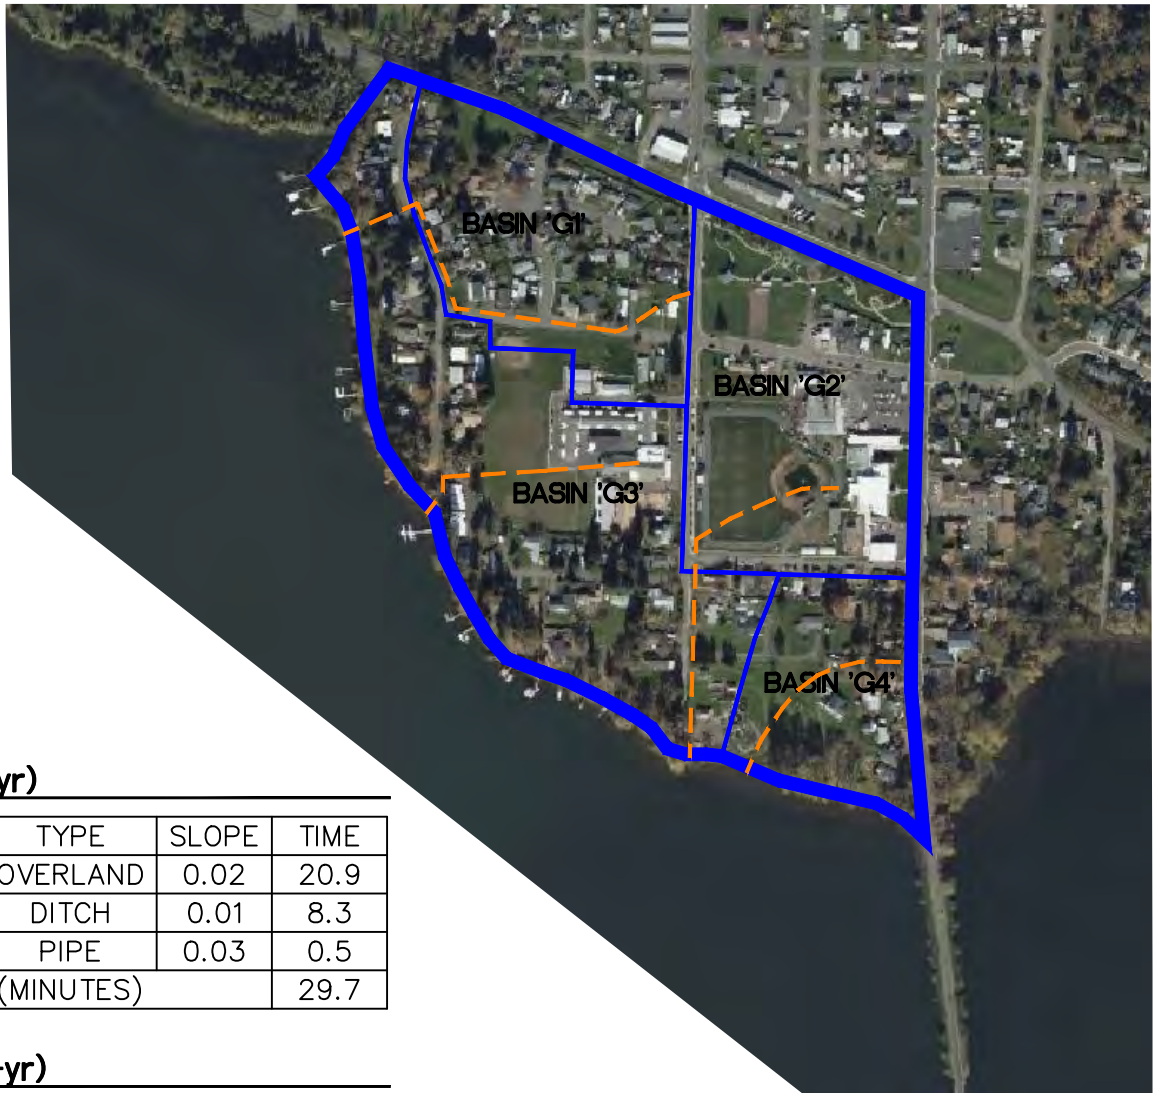 BASIN 'G1'
BASIN 'G2'
BASIN 'G3'
BASIN 'G4'
yr)
TYPE SLOPE TIME
OVERLAND 0.02 20.9
DITCH 0.01 8.3
PIPE 0.03 0.5
(MINUTES) 29.7
-yr)